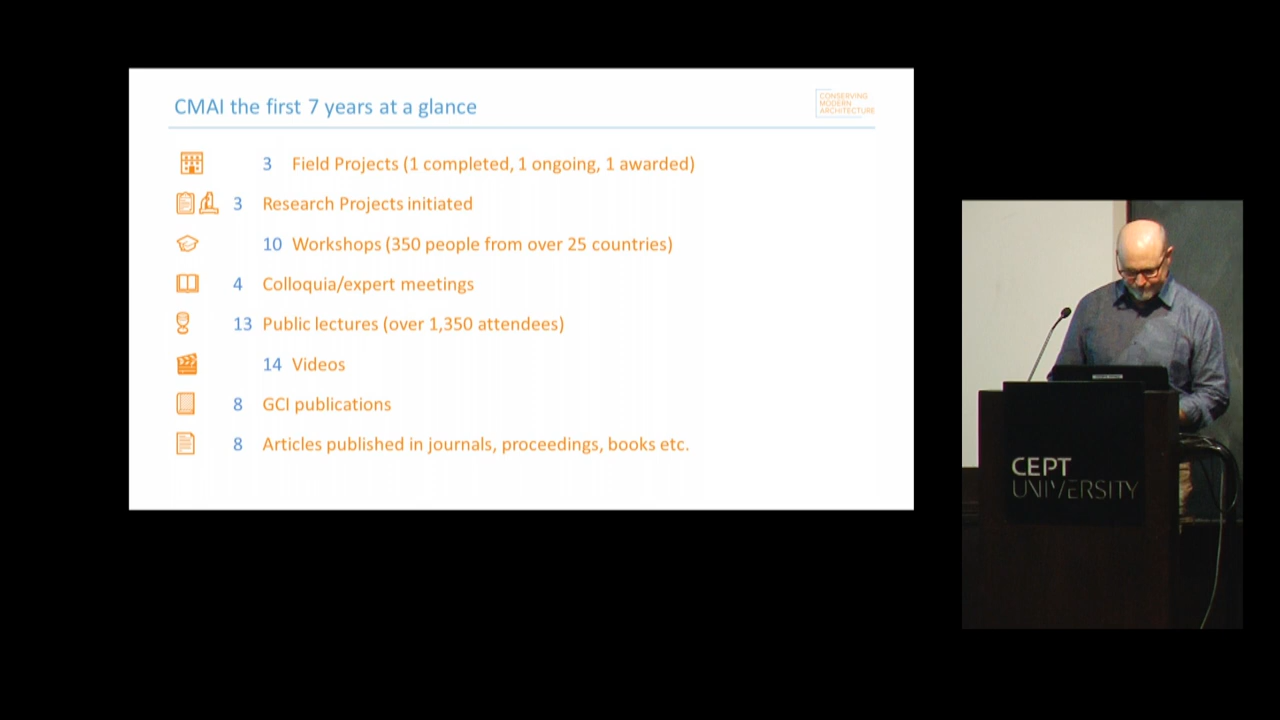 CMAI the first 7 years at a glance
CONSERVING
MODERN
ARCHITECTURE
3 Field Projects (1 completed, 1 ongoing, 1 awarded)
3 Research Projects initiated
10 Workshops (350 people from over 25 countries)
4 Colloquia/expert meetings
13 Public lectures (over 1,350 attendees)
14 Videos
8 GCI publications
8 Articles published in journals, proceedings, books etc.
CEPT
UNIVERSITY